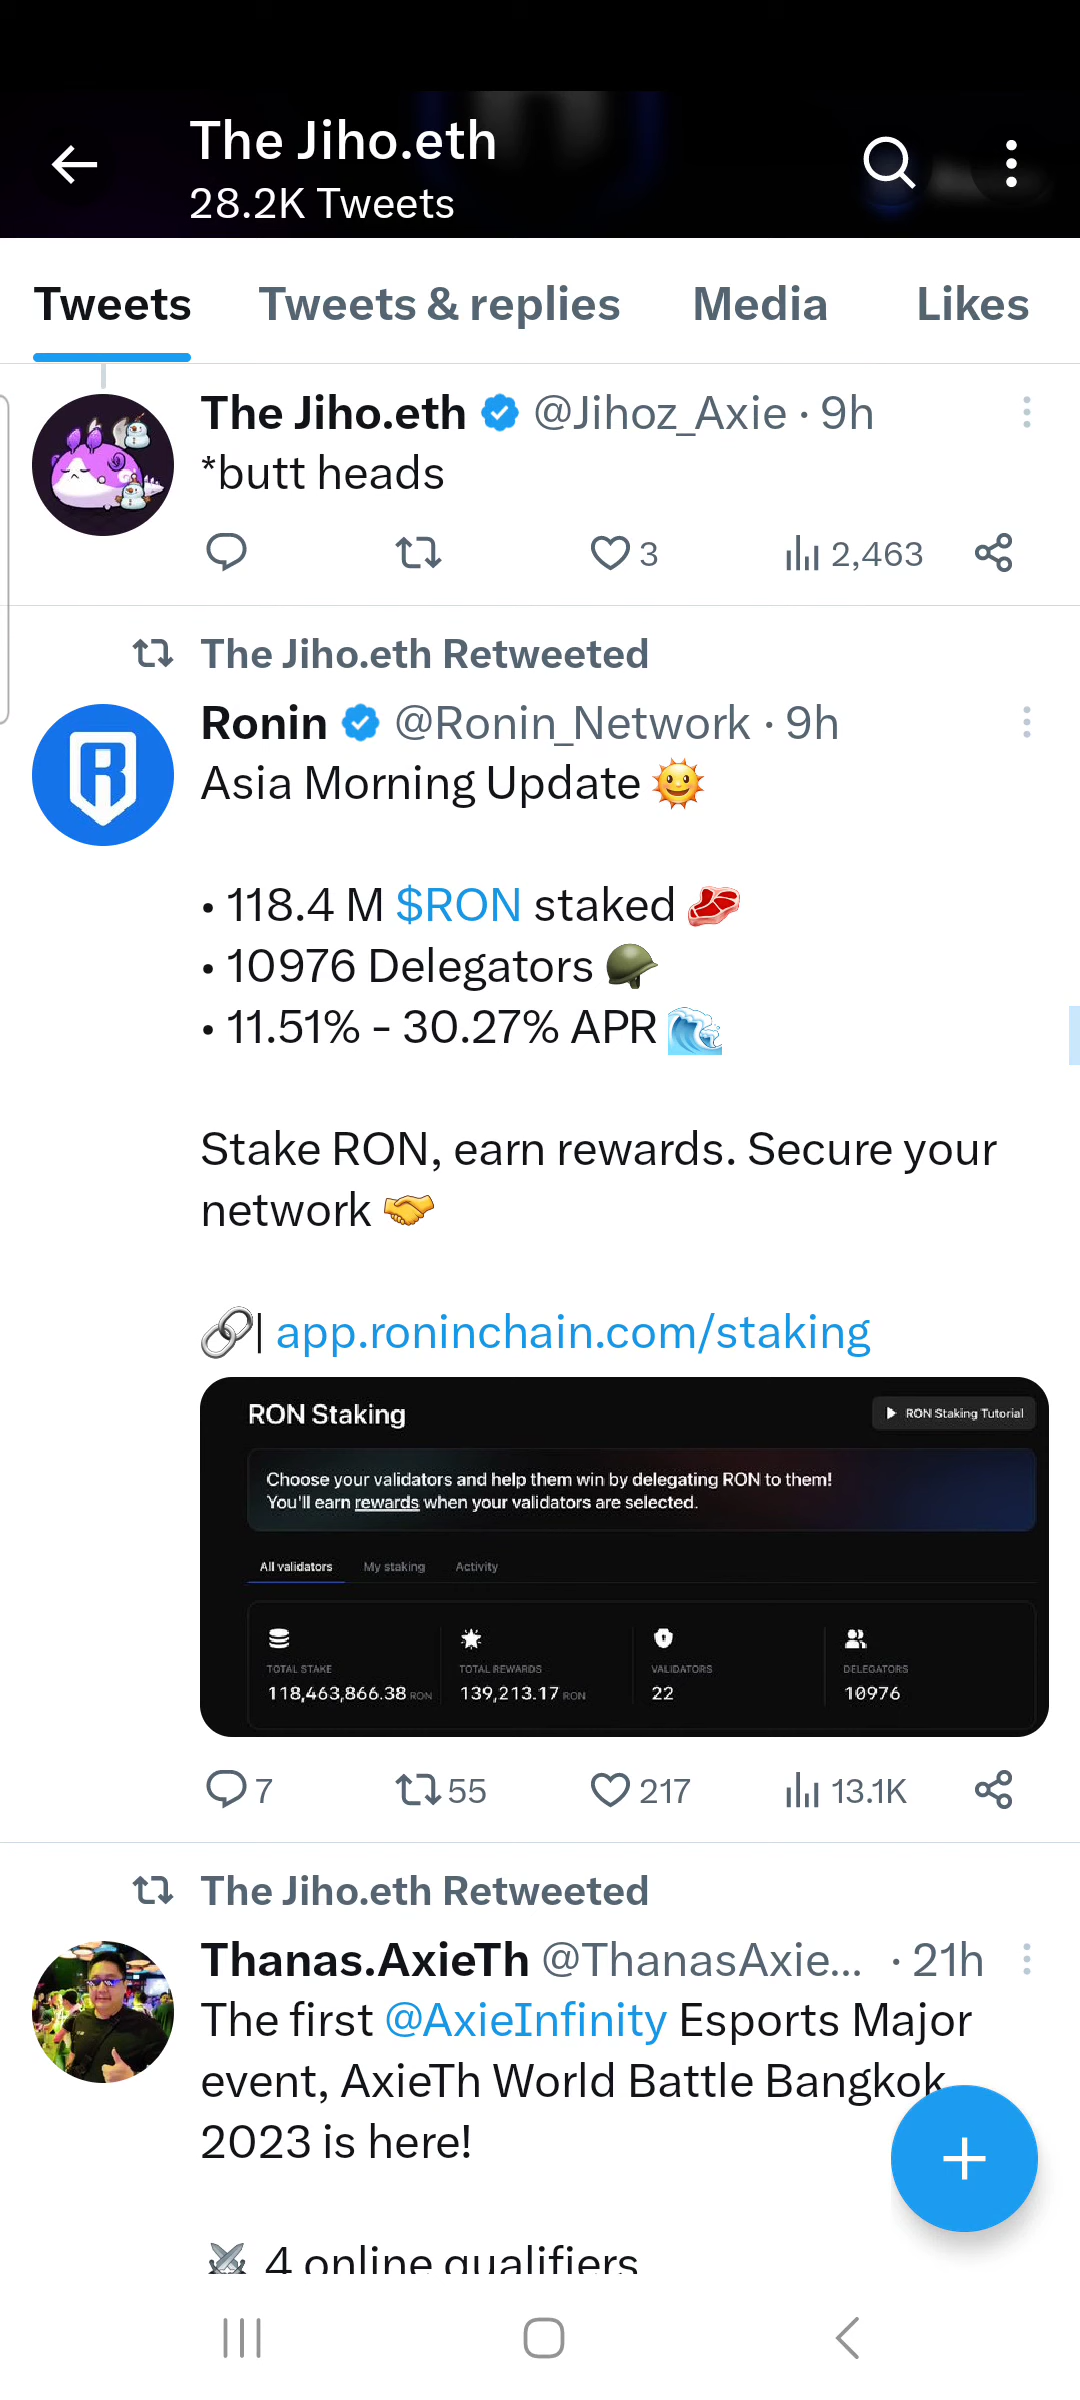 The Jiho.eth
28.2K Tweets
Tweets Tweets & replies Media Likes
The Jiho.eth @Jihoz_Axie · 9h
*butt heads
3 2,463
The Jiho.eth Retweeted
Ronin @Ronin_Network · 9h
Asia Morning Update 🌞
• 118.4 M $RON staked 🥩
• 10976 Delegators 🪖
• 11.51% - 30.27% APR 🌊
Stake RON, earn rewards. Secure your
network 🤝
🔗| app.roninchain.com/staking
RON Staking
RON Staking Tutorial
Choose your validators and help them win by delegating RON to them!
You'll earn rewards when your validators are selected.
All validators My staking Activity
TOTAL STAKE TOTAL REWARDS VALIDATORS DELEGATORS
118,463,866.38 RON 139,213.17 RON 22 10976
7 55 217 13.1K
The Jiho.eth Retweeted
Thanas.AxieTh @ThanasAxie... · 21h
The first @AxieInfinity Esports Major
event, AxieTh World Battle Bangkok
2023 is here!
⚔️ 4 online qualifiers